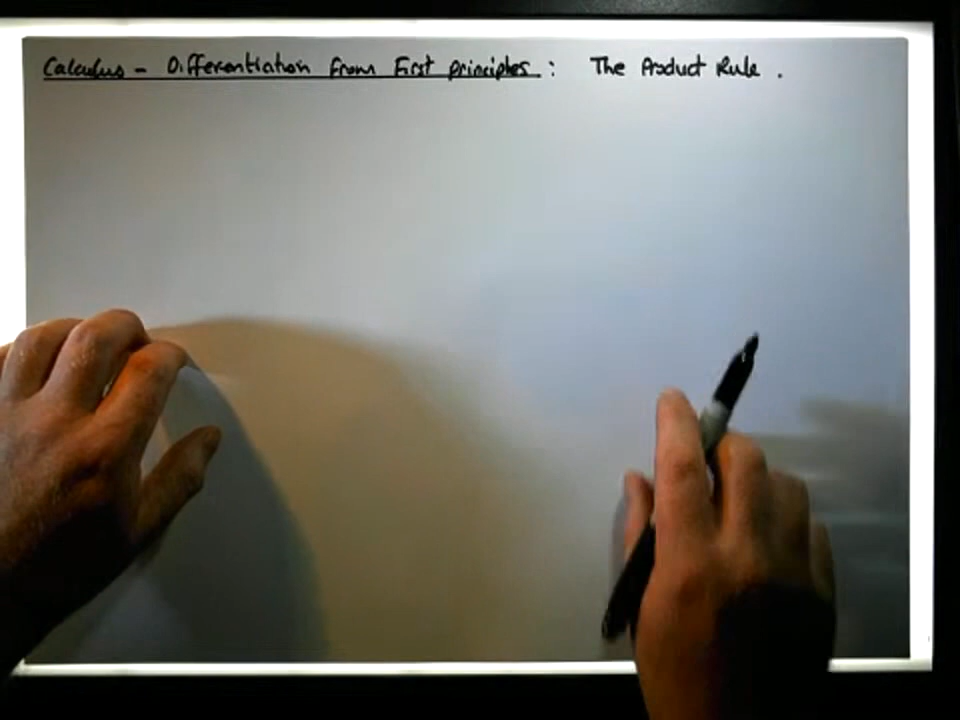 Calculus - Differentiation from First principles : The Product Rule .